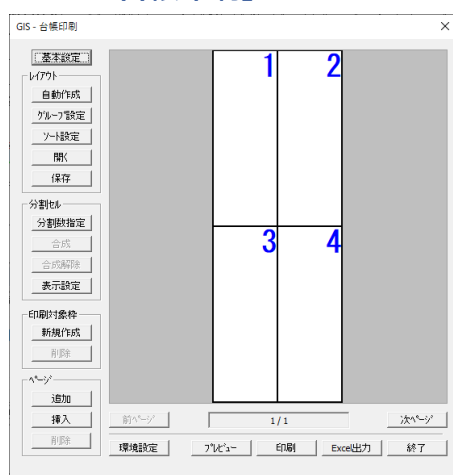 GIS - 台帳印刷
基本設定
レイアウト
自動作成
グループ設定
ソート設定
開く
保存
分割セル
分割数指定
合成
合成解除
表示設定
印刷対象枠
新規作成
削除
ページ
追加
挿入
削除
1 2
3 4
前ページ 1/1 次ページ
環境設定 プレビュー 印刷 Excel出力 終了